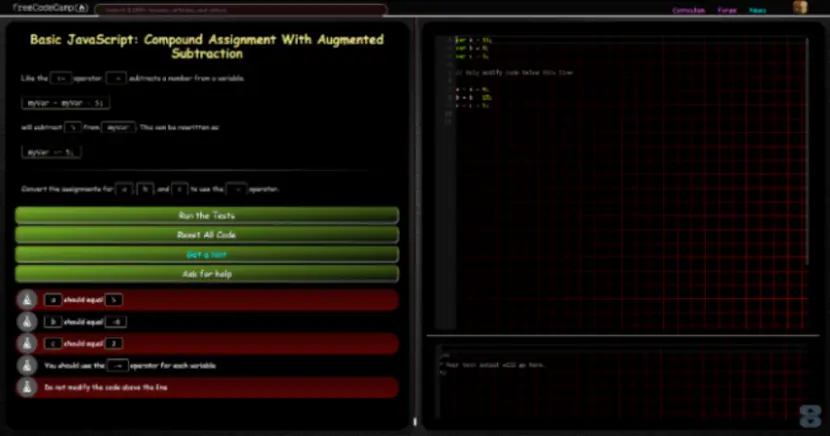 freeCodeCamp
Curriculum Forum News
Basic JavaScript: Compound Assignment With Augmented
Subtraction
Like the += operator, -= subtracts a number from a variable.
myVar = myVar - 5;
will subtract 5 from myVar. This can be rewritten as:
myVar -= 5;
Convert the assignments for a, b, and c to use the -= operator.
Run the Tests
Reset All Code
Get a hint
Ask for help
a should equal 5
b should equal -6
c should equal 2
You should use the -= operator for each variable
Do not modify the code above the line
var a = 11;
var b = 9;
var c = 3;
// Only modify code below this line
a = a - 6;
b = b - 15;
c = c - 1;
/**
* Your test output will go here.
*/
8